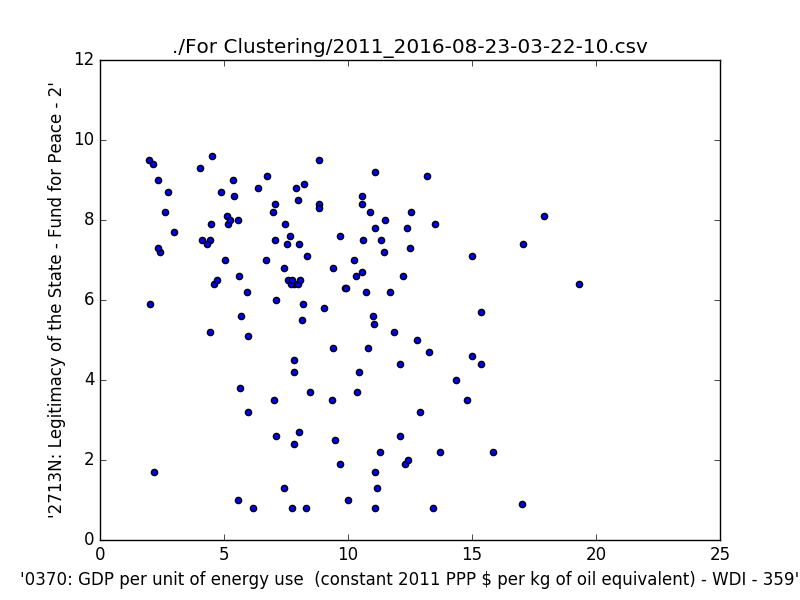 ./For Clustering/2011_2016-08-23-03-22-10.csv
12
10
8
6
4
2
0
'2713N: Legitimacy of the State - Fund for Peace - 2'
0 5 10 15 20 25
'0370: GDP per unit of energy use  (constant 2011 PPP $ per kg of oil equivalent) - WDI - 359'